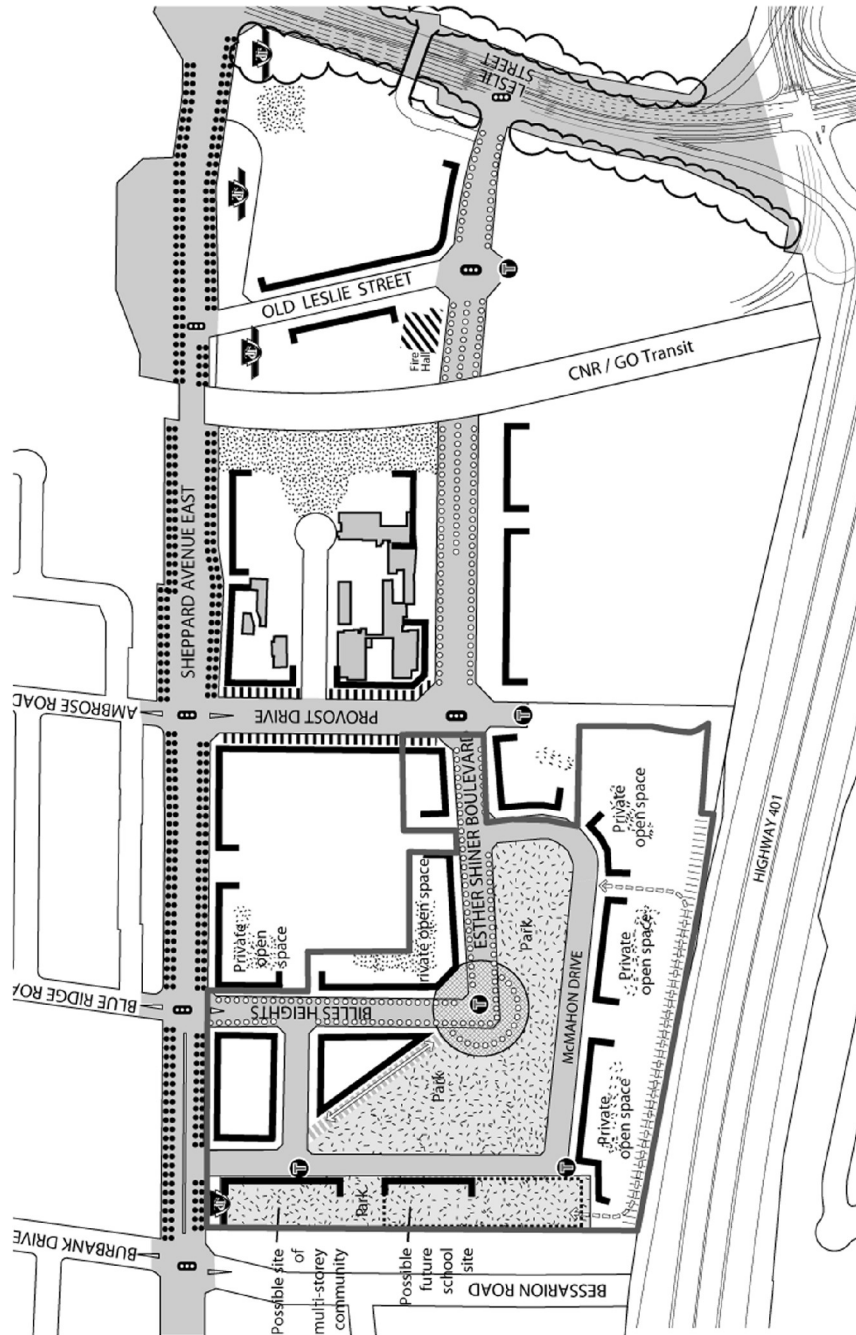 LESLIE
STREET
OLD LESLIE STREET
Fire
Hall
CNR / GO Transit
SHEPPARD AVENUE EAST
AMBROSE ROAD
PROVOST DRIVE
T
T
ESTHER SHINER BOULEVARD
Private
open space
Private
open
space
rivate open space
Park
HIGHWAY 401
BLUE RIDGE ROA
BILLES HEIGHTS
T
Park
McMAHON DRIVE
Private
open space
Private
open space
T
T
Park
BURBANK DRIVE
Possible site
of
multi-storey
community
Possible
future
school
site
BESSARION ROAD